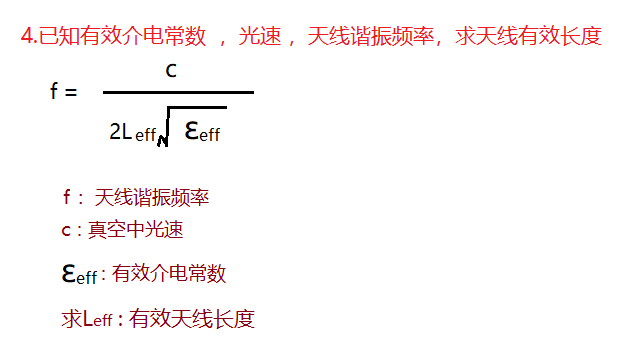 4.已知有效介电常数 ，光速 ，天线谐振频率，求天线有效长度
f = c / 2L eff √ εeff
f ： 天线谐振频率
c : 真空中光速
εeff : 有效介电常数
求Leff : 有效天线长度